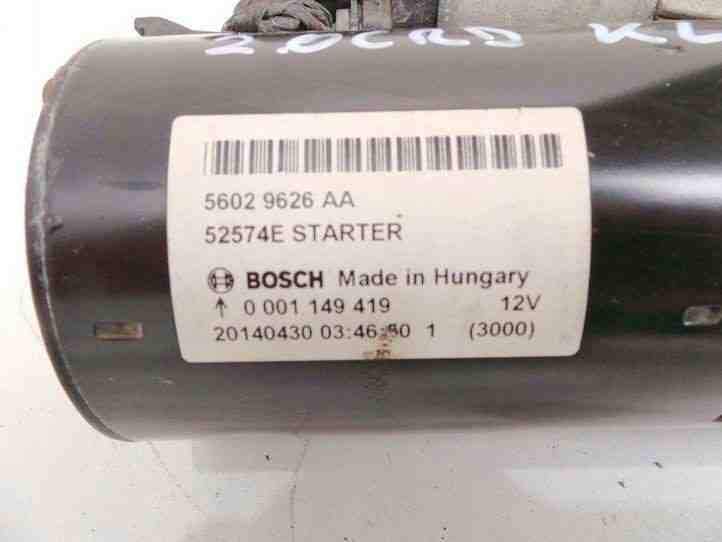 2.0CRD KL
5602 9626 AA
52574E STARTER
BOSCH Made in Hungary
↑ 0 001 149 419 12V
20140430 03:46:50 1 (3000)